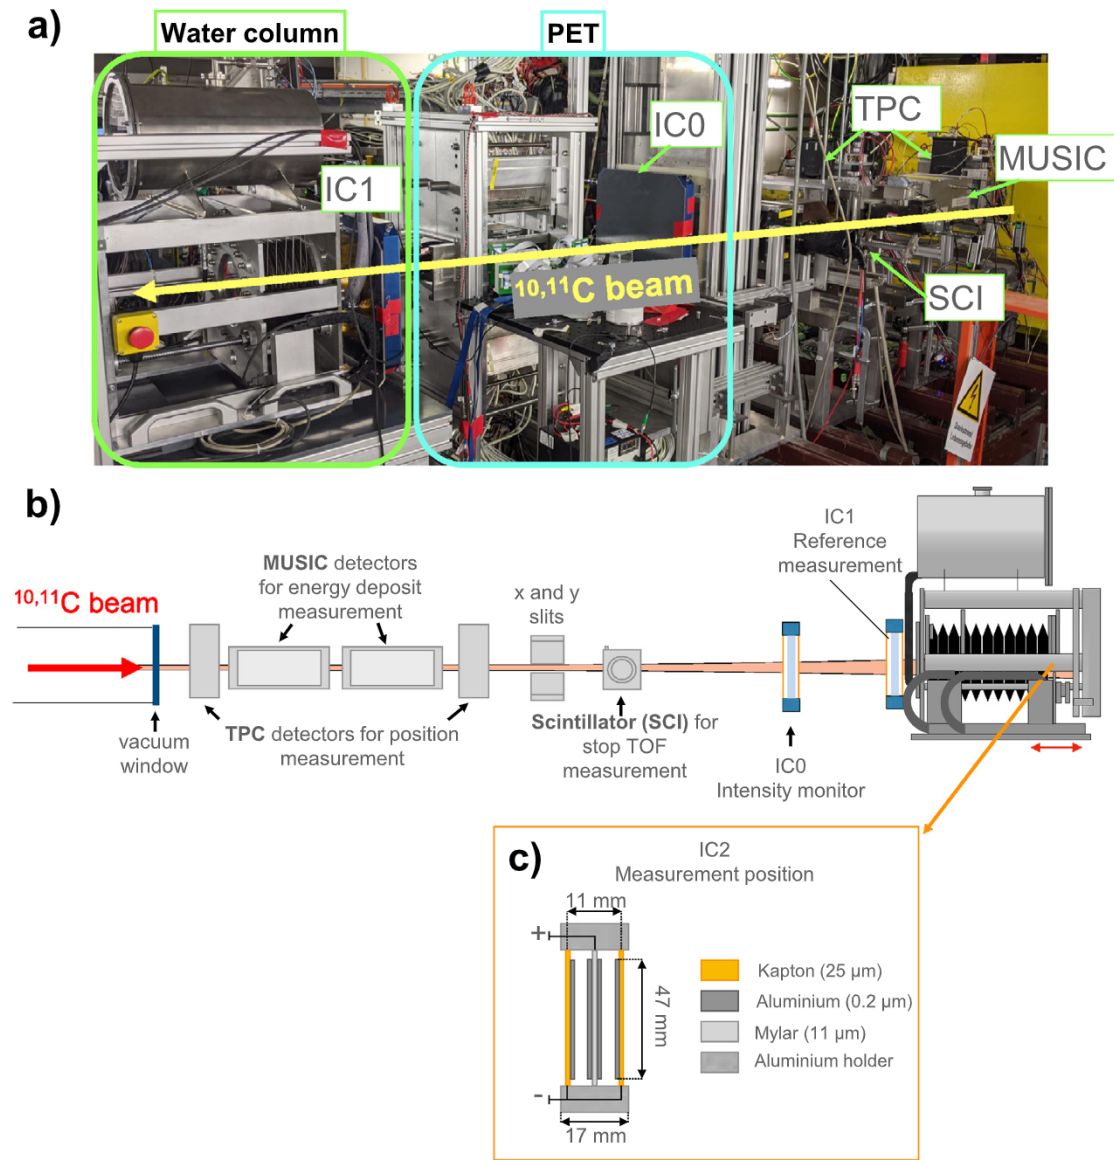 a)
Water column
PET
IC0
TPC
MUSIC
IC1
10,11C beam
SCI
b)
IC1
Reference
measurement
MUSIC detectors
for energy deposit
measurement
x and y
slits
10,11C beam
vacuum
window
TPC detectors for position
measurement
Scintillator (SCI) for
stop TOF
measurement
IC0
Intensity monitor
c)
IC2
Measurement position
11 mm
+
47 mm
-
17 mm
Kapton (25 µm)
Aluminium (0.2 µm)
Mylar (11 µm)
Aluminium holder